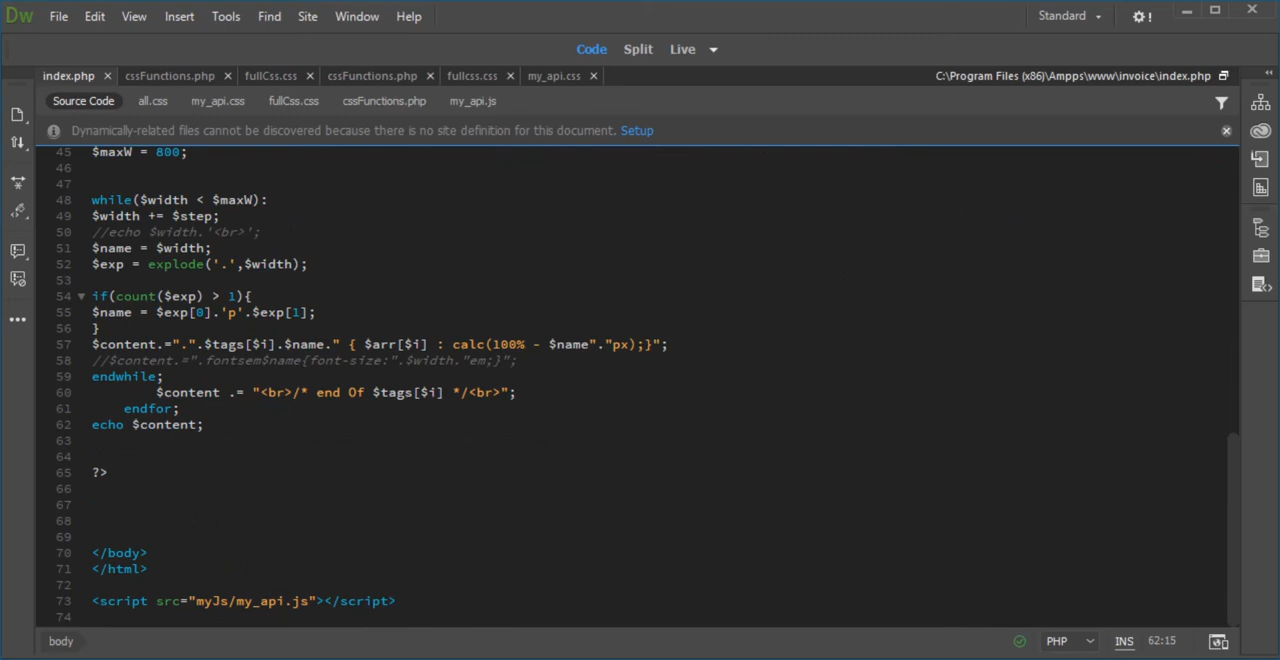 Dw File Edit View Insert Tools Find Site Window Help Standard !
Code Split Live
index.php cssFunctions.php fullCss.css cssFunctions.php fullcss.css my_api.css C:\Program Files (x86)\Ampps\www\invoice\index.php
Source Code all.css my_api.css fullCss.css cssFunctions.php my_api.js
Dynamically-related files cannot be discovered because there is no site definition for this document. Setup
45 $maxW = 800;
46
47
48 while($width < $maxW):
49 $width += $step;
50 //echo $width.'<br>';
51 $name = $width;
52 $exp = explode('.',$width);
53
54 if(count($exp) > 1){
55 $name = $exp[0].'p'.$exp[1];
56 }
57 $content.=".".$tags[$i].$name." { $arr[$i] : calc(100% - $name"."px);}";
58 //$content.=".fontsem$name{font-size:".$width."em;}";
59 endwhile;
60 $content .= "<br>/* end Of $tags[$i] */<br>";
61 endfor;
62 echo $content;
63
64
65 ?>
66
67
68
69
70 </body>
71 </html>
72
73 <script src="myJs/my_api.js"></script>
74
body PHP INS 62:15